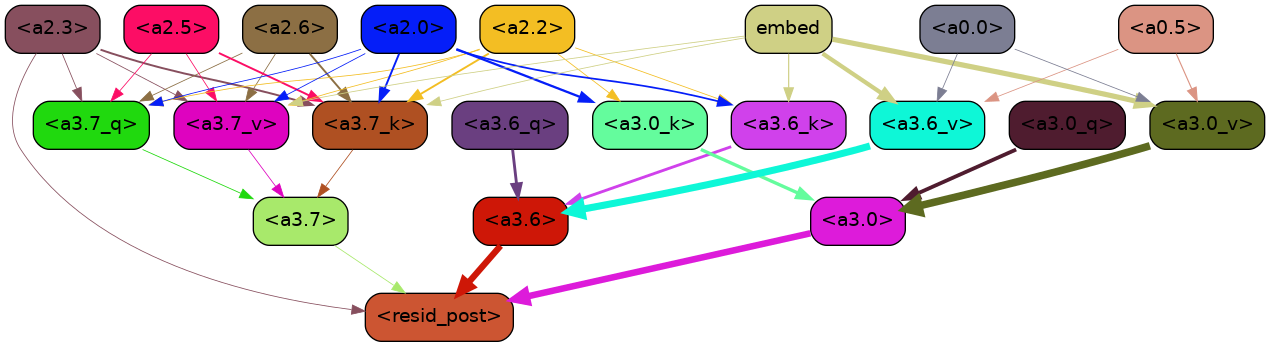 <a2.3> <a2.5> <a2.6> <a2.0> <a2.2> embed <a0.0> <a0.5>
<a3.7_q> <a3.7_v> <a3.7_k> <a3.6_q> <a3.0_k> <a3.6_k> <a3.6_v> <a3.0_q> <a3.0_v>
<a3.7> <a3.6> <a3.0>
<resid_post>